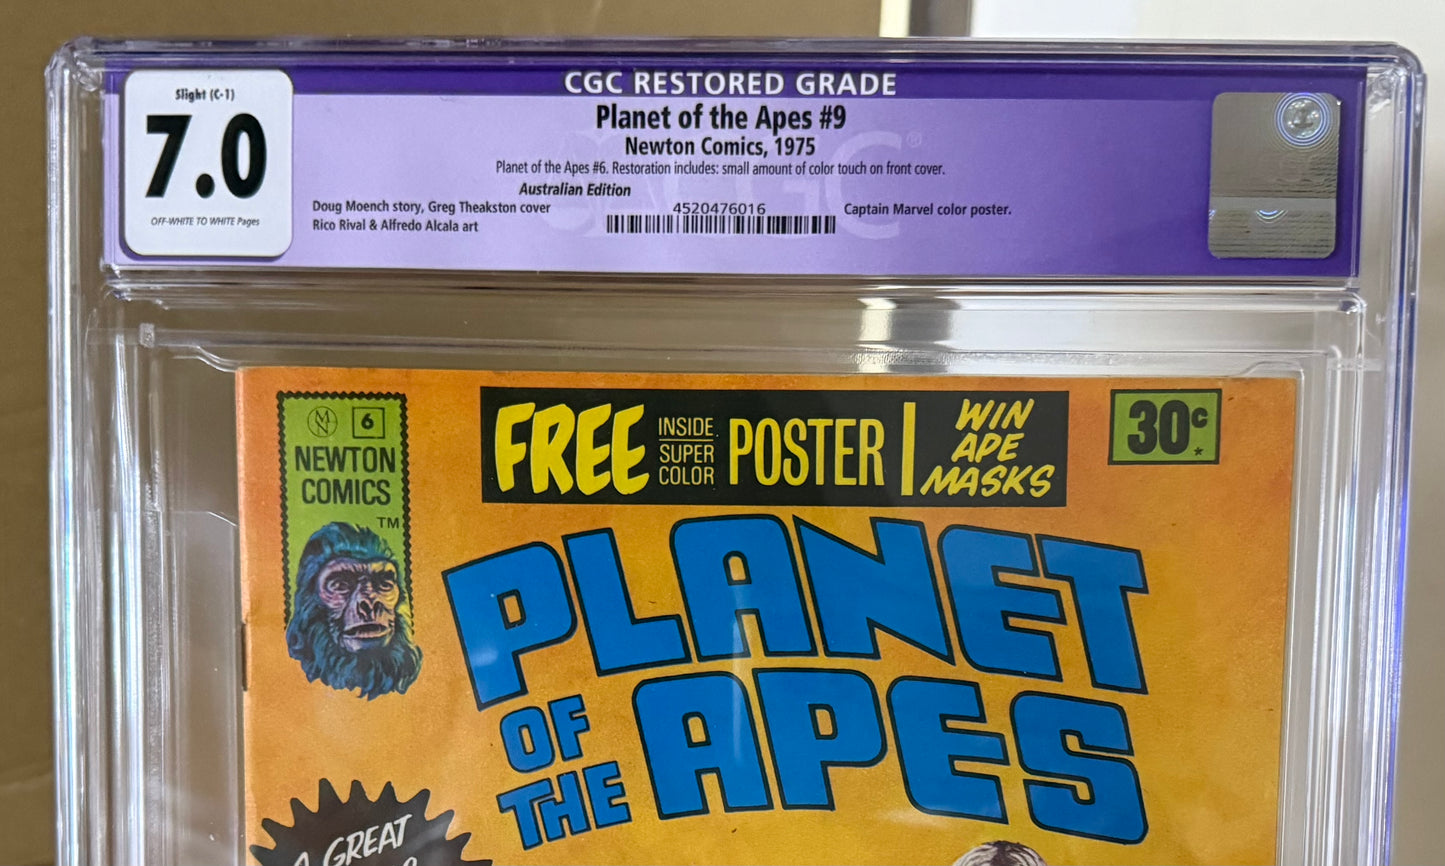 CGC RESTORED GRADE
Slight (C-1)
7.0
OFF-WHITE TO WHITE Pages
Planet of the Apes #9
Newton Comics, 1975
Planet of the Apes #6. Restoration includes: small amount of color touch on front cover.
Australian Edition
Doug Moench story, Greg Theakston cover
Rico Rival & Alfredo Alcala art
4520476016
Captain Marvel color poster.
CGC®
6
NEWTON
COMICS
TM
FREE
INSIDE
SUPER
COLOR
POSTER
WIN
APE
MASKS
30c.*
PLANET
OF
THE
APES
A GREAT